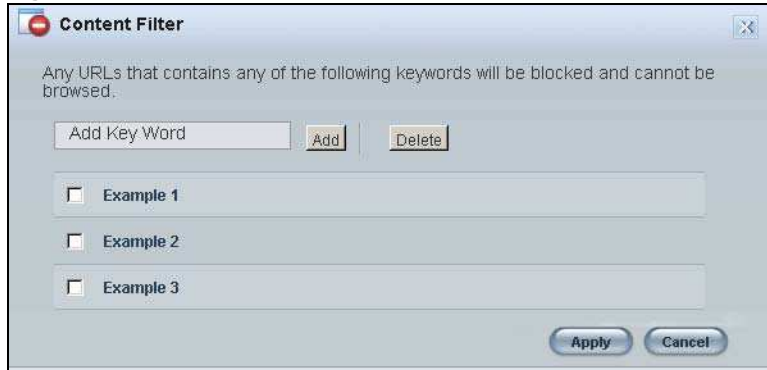 Content Filter
Any URLs that contains any of the following keywords will be blocked and cannot be
browsed.
Add Key Word Add Delete
Example 1
Example 2
Example 3
Apply Cancel